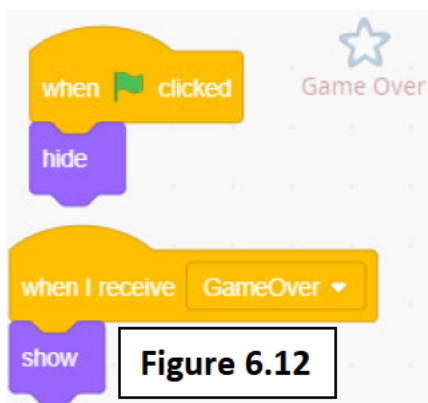 when clicked
Game Over
hide
when I receive GameOver
show
Figure 6.12